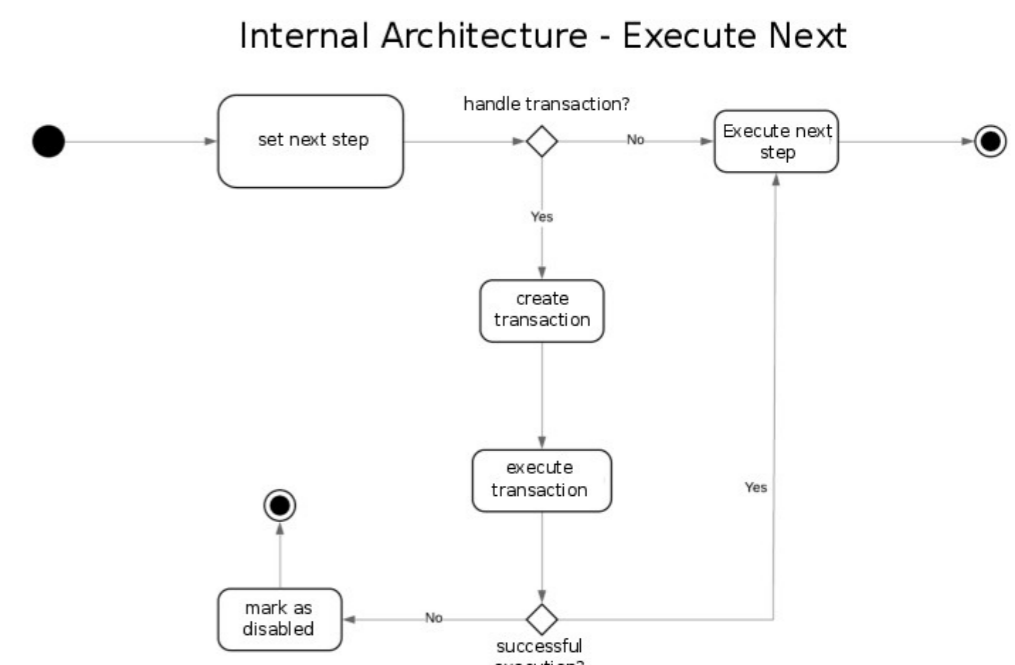 Internal Architecture - Execute Next
handle transaction?
set next step
No
Execute next
step
Yes
create
transaction
execute
transaction
Yes
mark as
disabled
No
successful
execution?